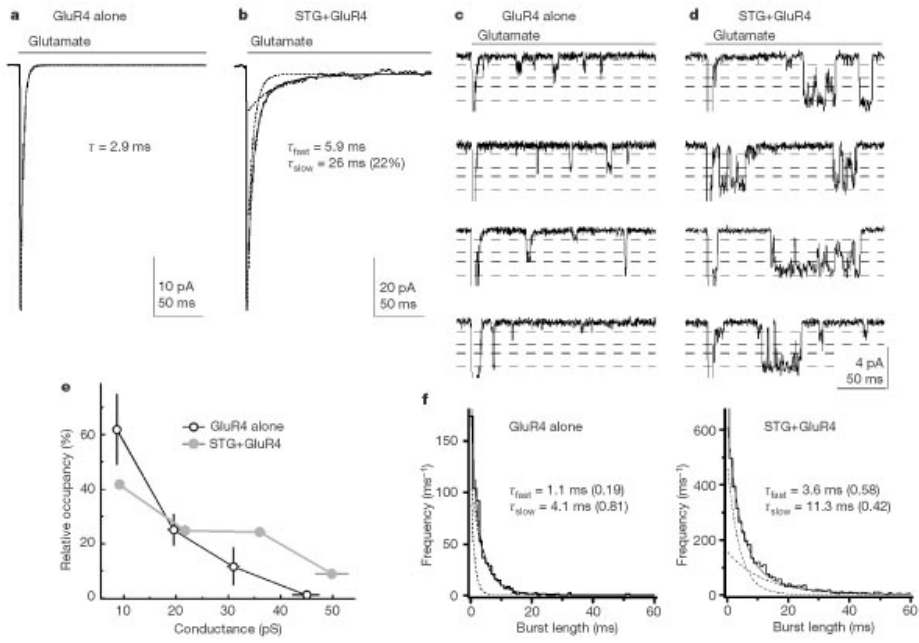 a GluR4 alone
Glutamate
τ = 2.9 ms
10 pA
50 ms
b STG+GluR4
Glutamate
τfast = 5.9 ms
τslow = 26 ms (22%)
20 pA
50 ms
c GluR4 alone
Glutamate
d STG+GluR4
Glutamate
4 pA
50 ms
e
GluR4 alone
STG+GluR4
Relative occupancy (%)
60
40
20
0
10 20 30 40 50
Conductance (pS)
f
GluR4 alone
τfast = 1.1 ms (0.19)
τslow = 4.1 ms (0.81)
Frequency (ms⁻¹)
150
100
50
0
0 20 40 60
Burst length (ms)
STG+GluR4
τfast = 3.6 ms (0.58)
τslow = 11.3 ms (0.42)
Frequency (ms⁻¹)
600
400
200
0
0 20 40 60
Burst length (ms)